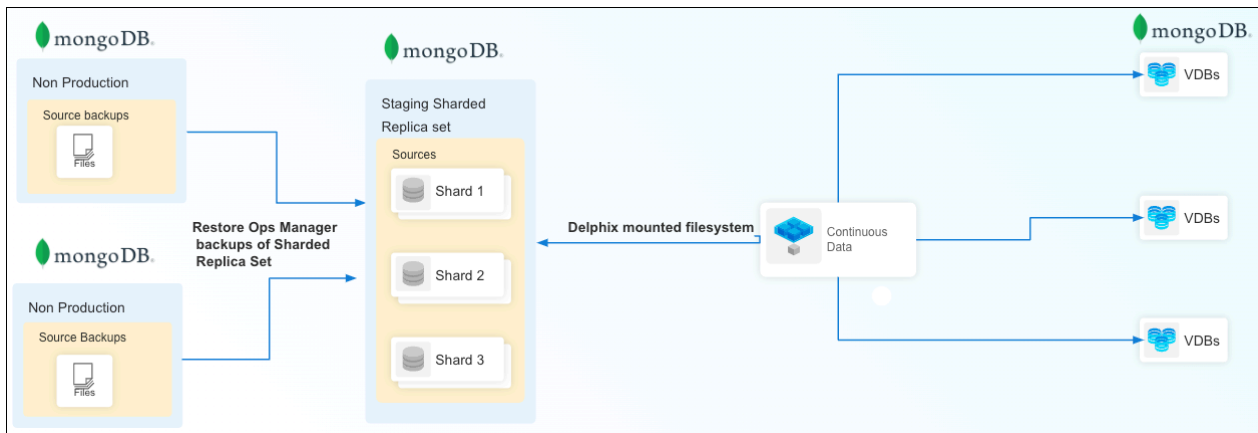 mongoDB.
Non Production
Source backups
Files
mongoDB.
Non Production
Source Backups
Files
Restore Ops Manager
backups of Sharded
Replica Set
mongoDB.
Staging Sharded
Replica set
Sources
Shard 1
Shard 2
Shard 3
Delphix mounted filesystem
Continuous
Data
mongoDB.
VDBs
VDBs
VDBs